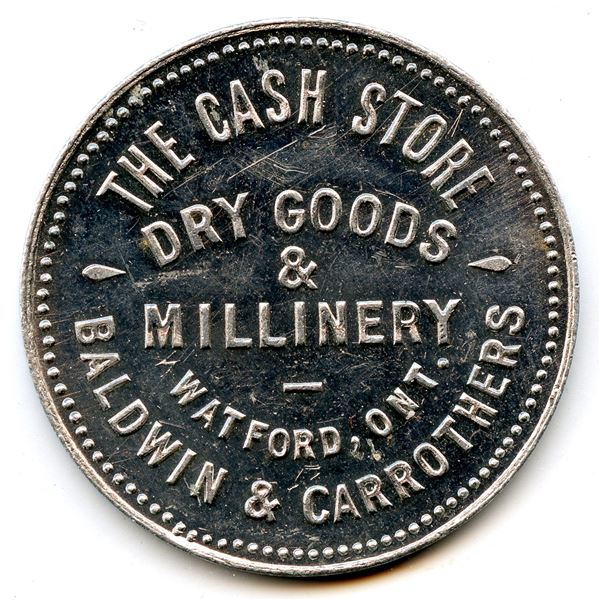 THE CASH STORE
DRY GOODS
&
MILLINERY
WATFORD, ONT.
BALDWIN & CARROTHERS